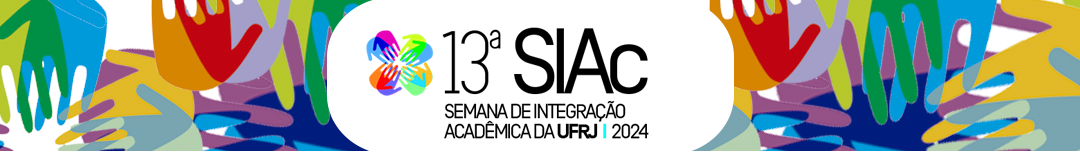 13ª SIAc
SEMANA DE INTEGRAÇÃO
ACADÊMICA DA UFRJ | 2024